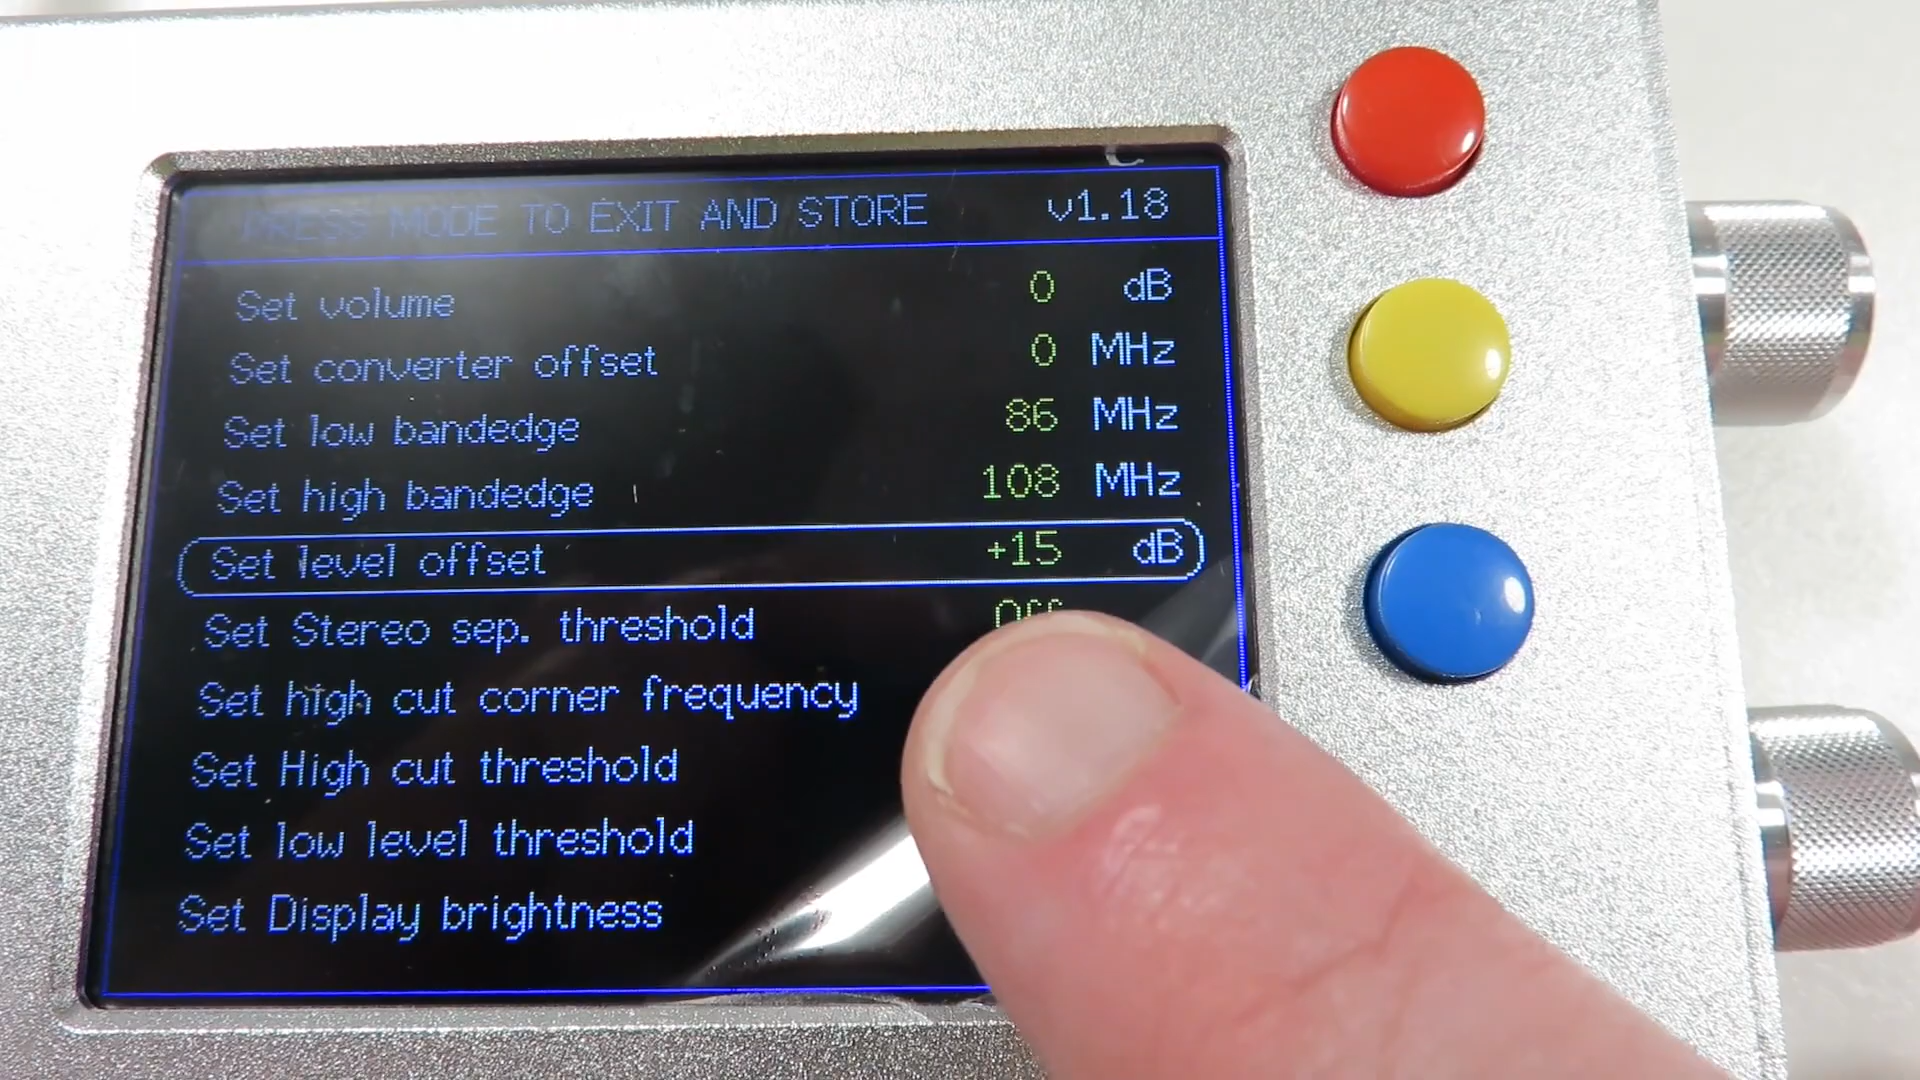 PRESS MODE TO EXIT AND STORE v1.18
Set volume 0 dB
Set converter offset 0 MHz
Set low bandedge 86 MHz
Set high bandedge 108 MHz
Set level offset +15 dB
Set Stereo sep. threshold Off
Set high cut corner frequency
Set High cut threshold
Set low level threshold
Set Display brightness